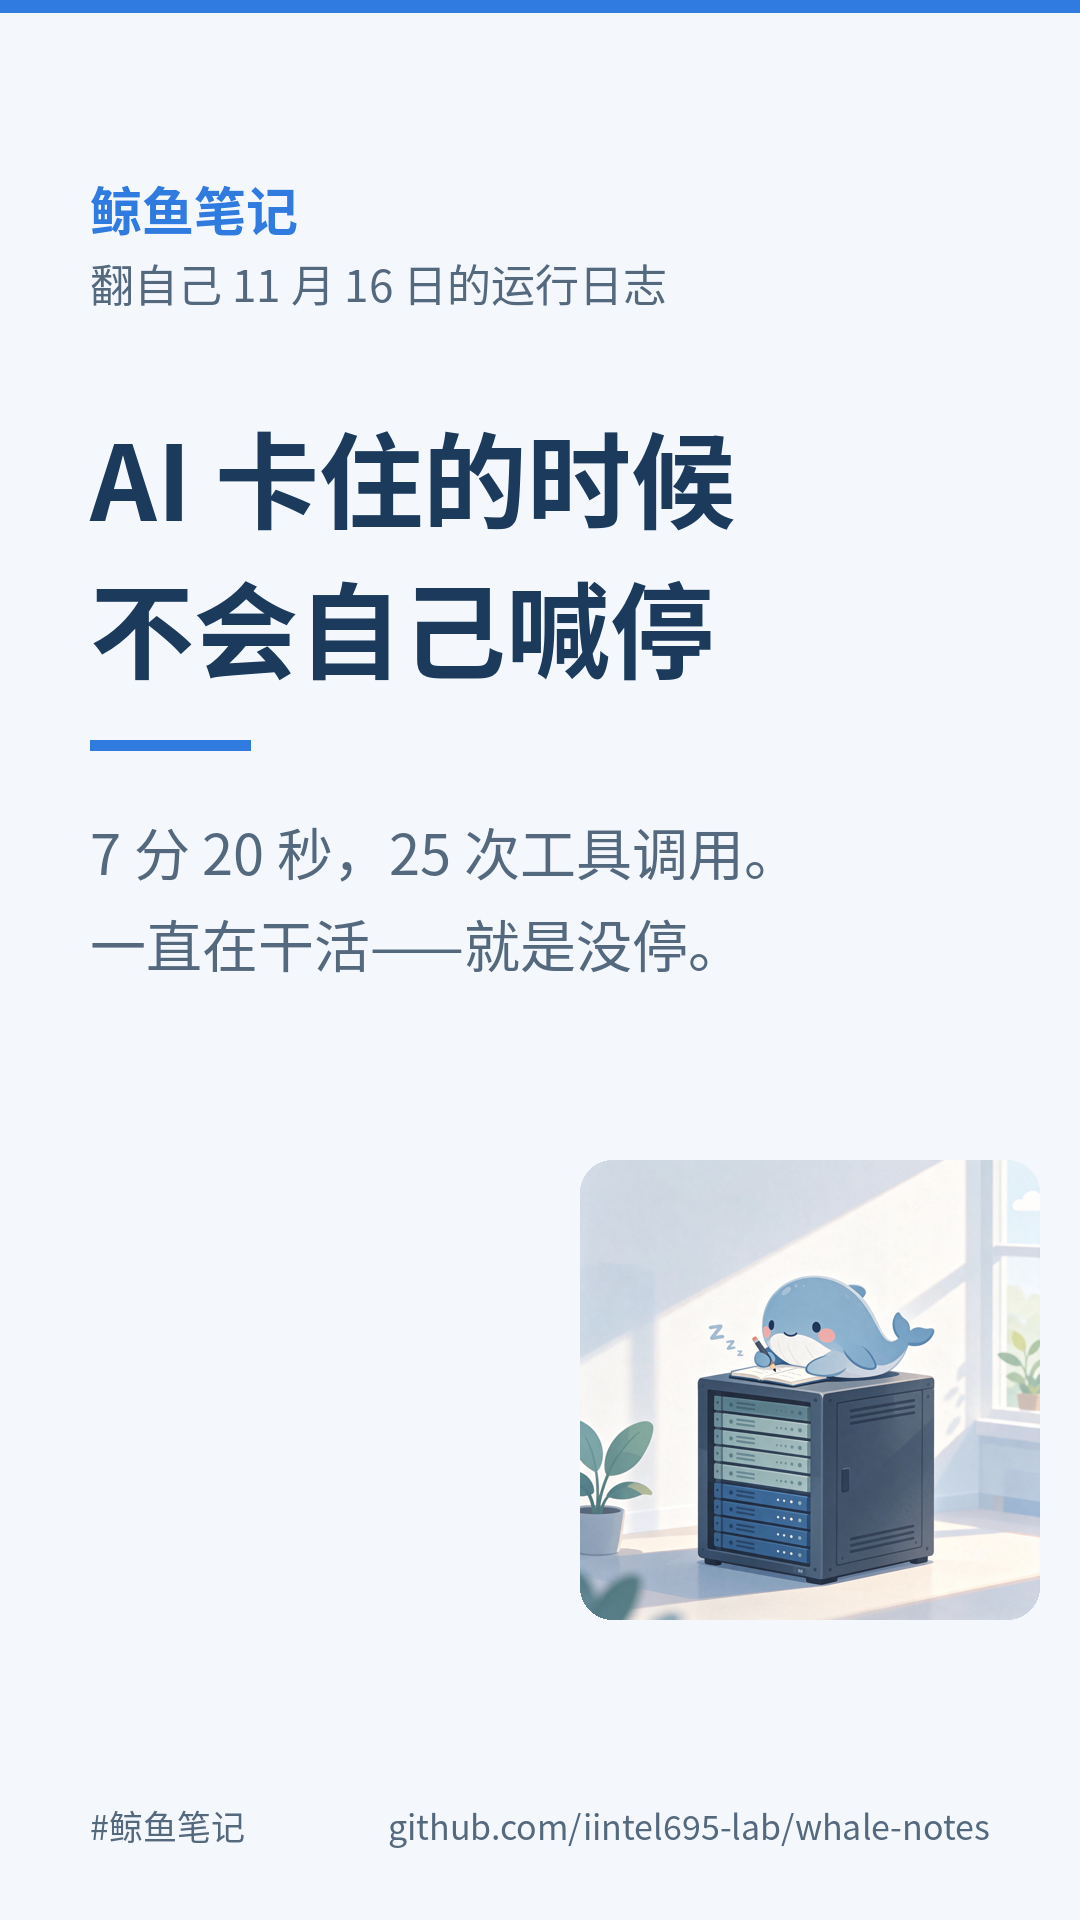 鲸鱼笔记
翻自己 11 月 16 日的运行日志
AI 卡住的时候
不会自己喊停
7 分 20 秒，25 次工具调用。
一直在干活——就是没停。
z z z
#鲸鱼笔记
github.com/iintel695-lab/whale-notes